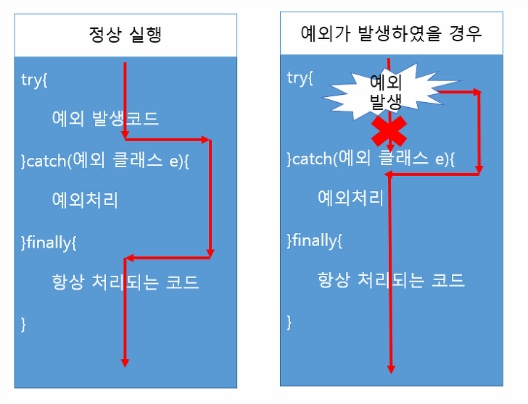 정상 실행
try{
예외 발생코드
}catch(예외 클래스 e){
예외처리
}finally{
항상 처리되는 코드
}
예외가 발생하였을 경우
try{
예외
발생
}catch(예외 클래스 e){
예외처리
}finally{
항상 처리되는 코드
}